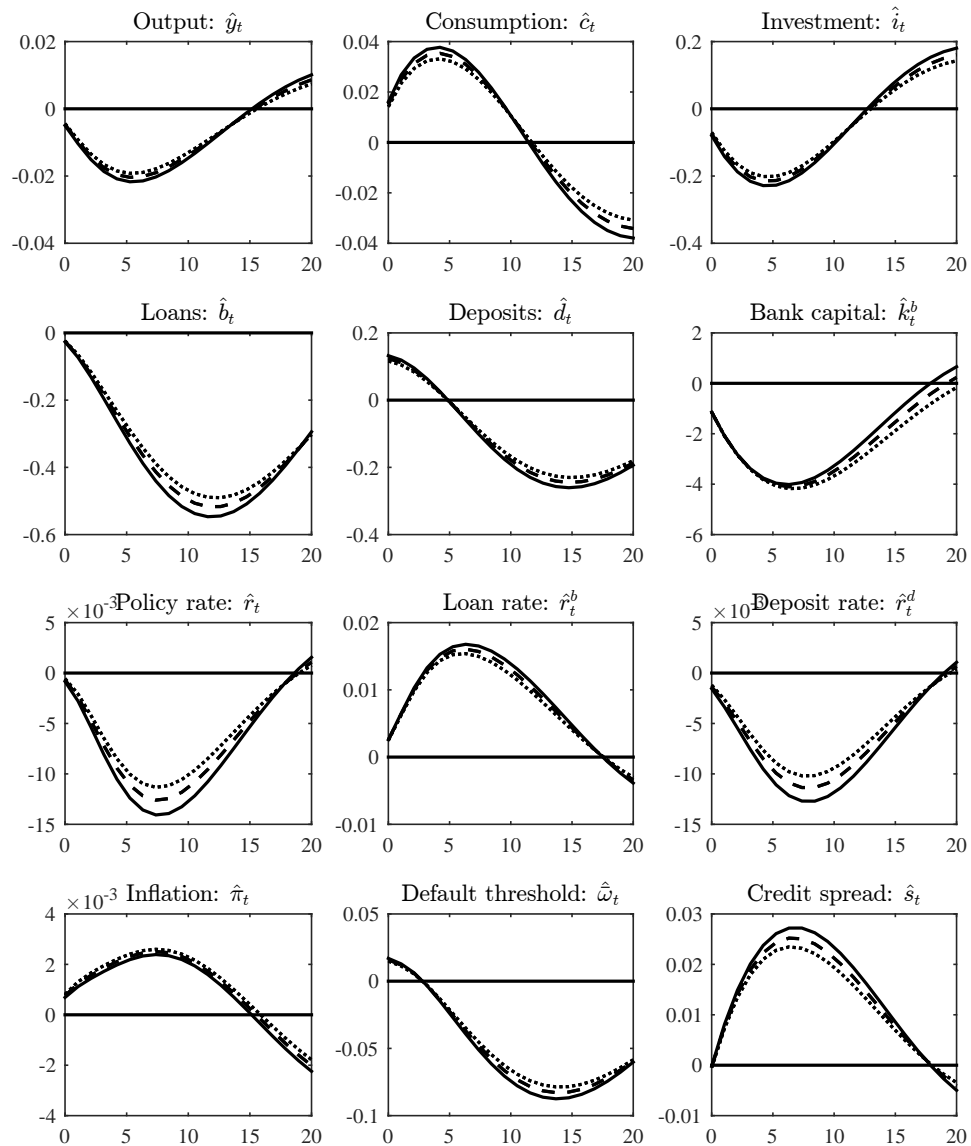 Output: ŷₜ Consumption: ĉₜ Investment: îₜ
0.02 0.04 0.2
0 0.02 0
-0.02 0 -0.2
-0.04 -0.02 -0.4
-0.04
0 5 10 15 20 0 5 10 15 20 0 5 10 15 20
Loans: b̂ₜ Deposits: d̂ₜ Bank capital: k̂ₜᵇ
0 0.2 2
-0.2 0 0
-0.4 -0.2 -2
-0.6 -0.4 -4
-6
0 5 10 15 20 0 5 10 15 20 0 5 10 15 20
×10⁻³ Policy rate: r̂ₜ Loan rate: r̂ₜᵇ ×10⁻³ Deposit rate: r̂ₜᵈ
5 0.02 5
0 0.01 0
-5 0 -5
-10 -0.01 -10
-15 -15
0 5 10 15 20 0 5 10 15 20 0 5 10 15 20
×10⁻³ Inflation: π̂ₜ Default threshold: ω̄̂ₜ Credit spread: ŝₜ
4 0.05 0.03
2 0 0.02
0 -0.05 0.01
-2 -0.1 0
-4 -0.01
0 5 10 15 20 0 5 10 15 20 0 5 10 15 20